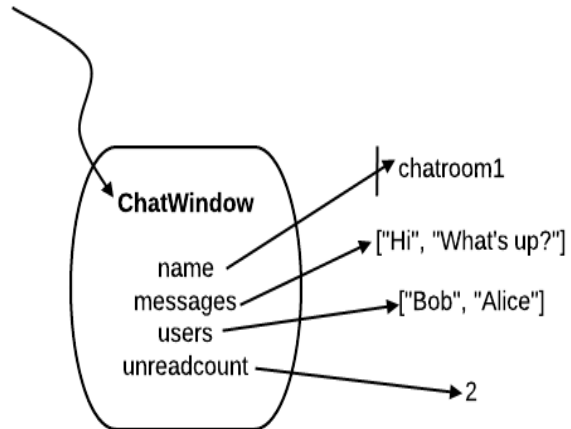 ChatWindow
name
messages
users
unreadcount
chatroom1
["Hi", "What's up?"]
["Bob", "Alice"]
2